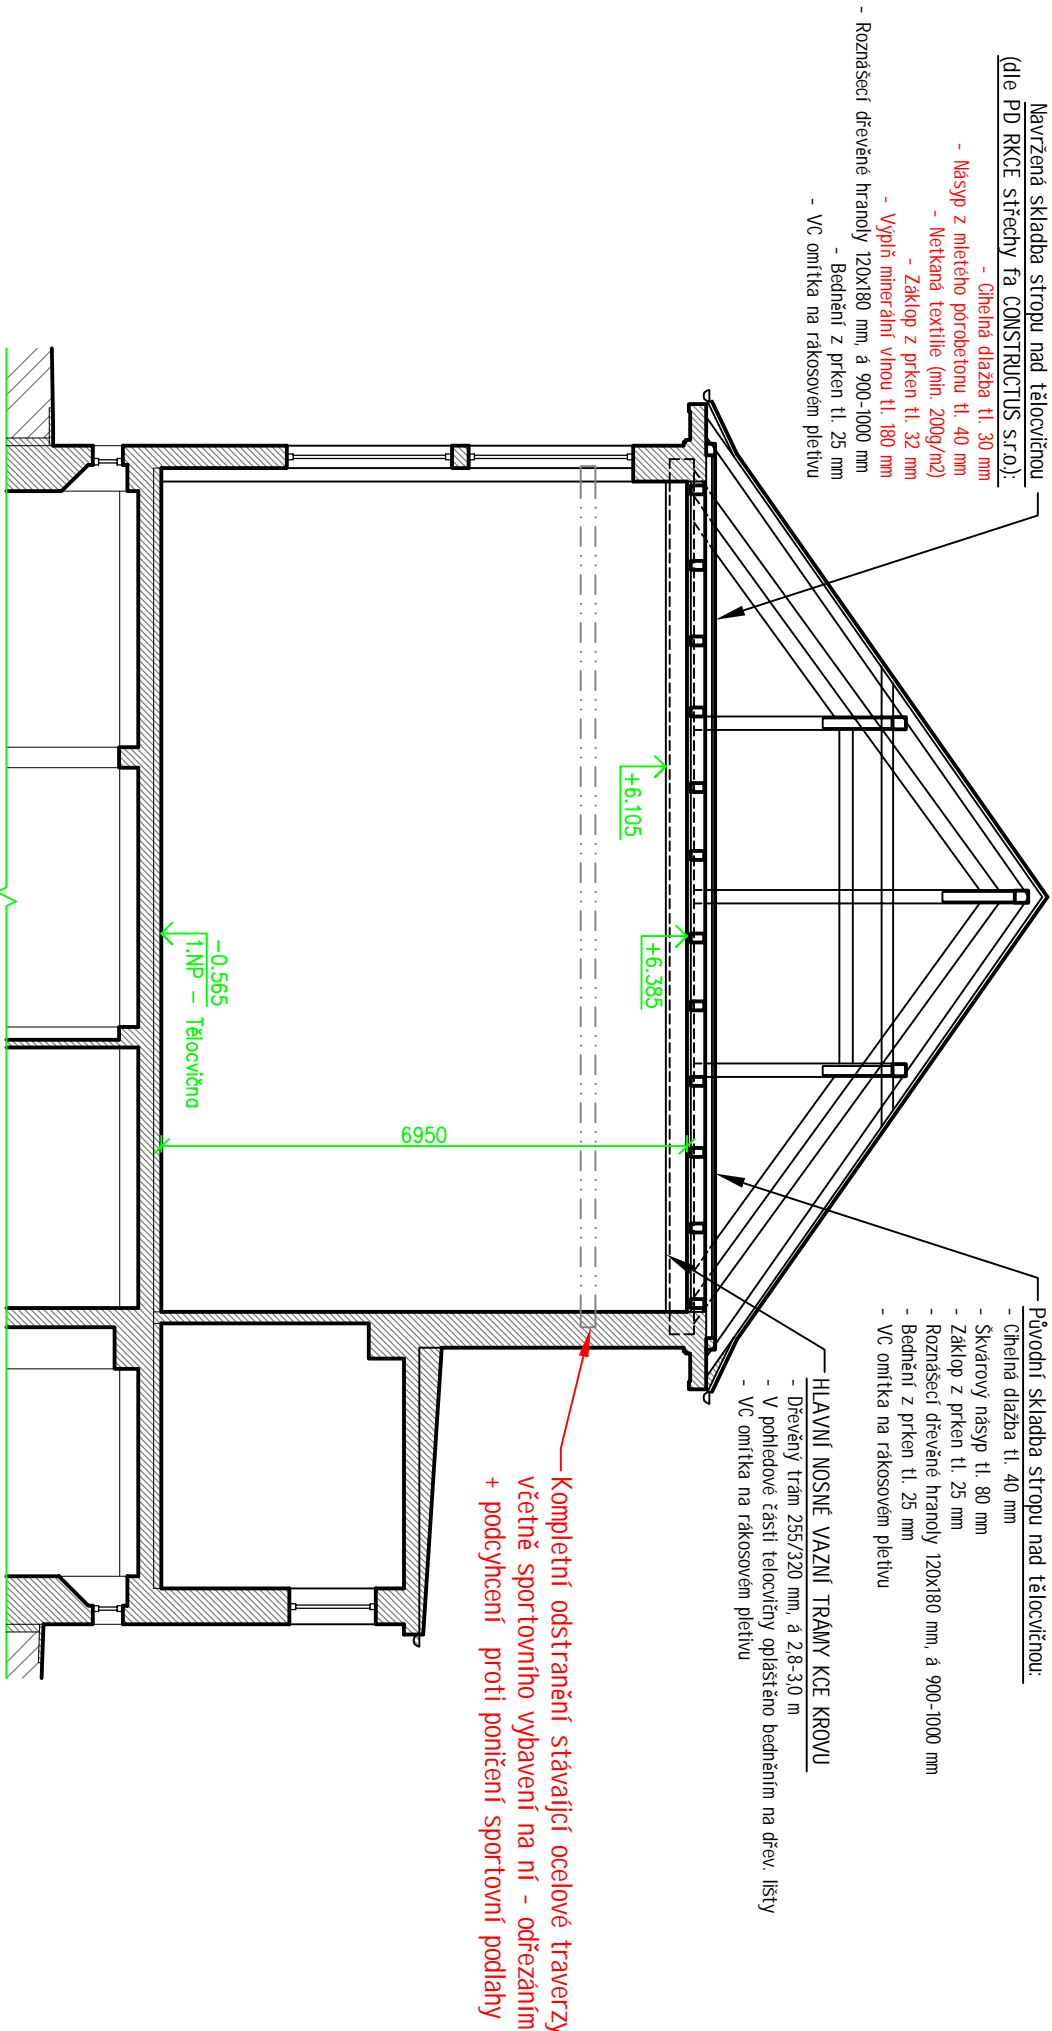 Navržená skladba stropu nad tělocvičnou
(dle PD RKCE střechy fa CONSTRUCTUS s.r.o.):
- Cihelná dlažba tl. 30 mm
- Násyp z mletého pórobetonu tl. 40 mm
- Netkaná textilie (min. 200g/m2)
- Záklop z prken tl. 32 mm
- Výplň minerální vlnou tl. 180 mm
- Roznášecí dřevěné hranoly 120x180 mm, á 900-1000 mm
- Bednění z prken tl. 25 mm
- VC omítka na rákosovém pletivu
Původní skladba stropu nad tělocvičnou:
- Cihelná dlažba tl. 40 mm
- Škvárový násyp tl. 80 mm
- Záklop z prken tl. 25 mm
- Roznášecí dřevěné hranoly 120x180 mm, á 900-1000 mm
- Bednění z prken tl. 25 mm
- VC omítka na rákosovém pletivu
HLAVNÍ NOSNÉ VAZNÍ TRÁMY KCE KROVU
- Dřevěný trám 255/320 mm, á 2,8-3,0 m
- V pohledové části telocvičny opláštěno bedněním na dřev. lišty
- VC omítka na rákosovém pletivu
+6.385
+6.105
6950
Kompletní odstranění stávaíjcí ocelové traverzy
včetně sportovního vybavení na ní - odřezáním
+ podcyhcení proti poničení sportovní podlahy
-0.565
1.NP - Tělocvična